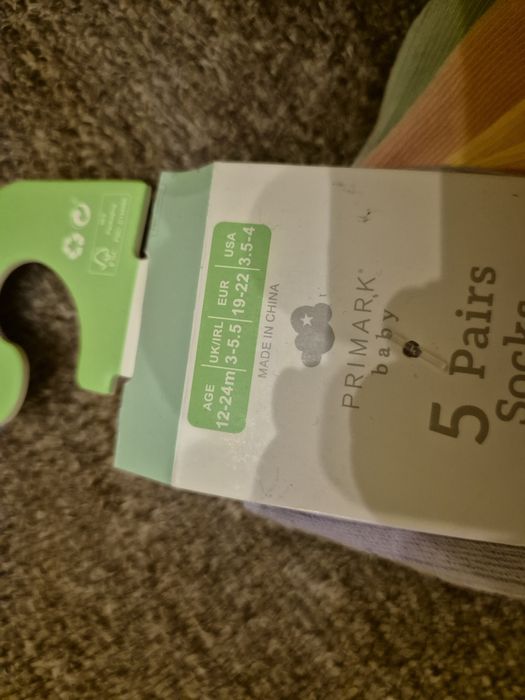 AGE UK/IRL EUR USA
12-24m 3-5.5 19-22 3.5-4
MADE IN CHINA
PRIMARK®
baby
5 Pairs
Socks